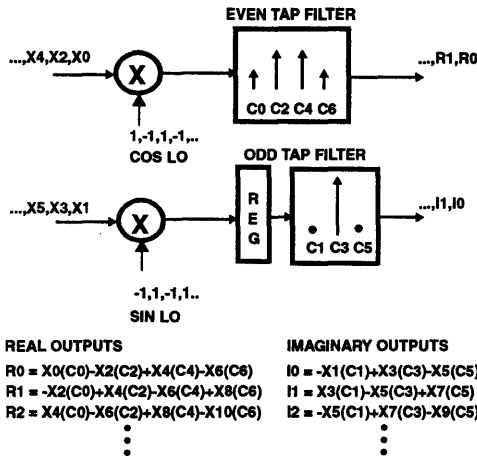 EVEN TAP FILTER
...,X4,X2,X0
X
C0 C2 C4 C6
...,R1,R0
1,-1,1,-1,..
COS LO
ODD TAP FILTER
...,X5,X3,X1
X
REG
C1 C3 C5
...,I1,I0
-1,1,-1,1..
SIN LO
REAL OUTPUTS
R0 = X0(C0)-X2(C2)+X4(C4)-X6(C6)
R1 = -X2(C0)+X4(C2)-X6(C4)+X8(C6)
R2 = X4(C0)-X6(C2)+X8(C4)-X10(C6)
IMAGINARY OUTPUTS
I0 = -X1(C1)+X3(C3)-X5(C5)
I1 = X3(C1)-X5(C3)+X7(C5)
I2 = -X5(C1)+X7(C3)-X9(C5)